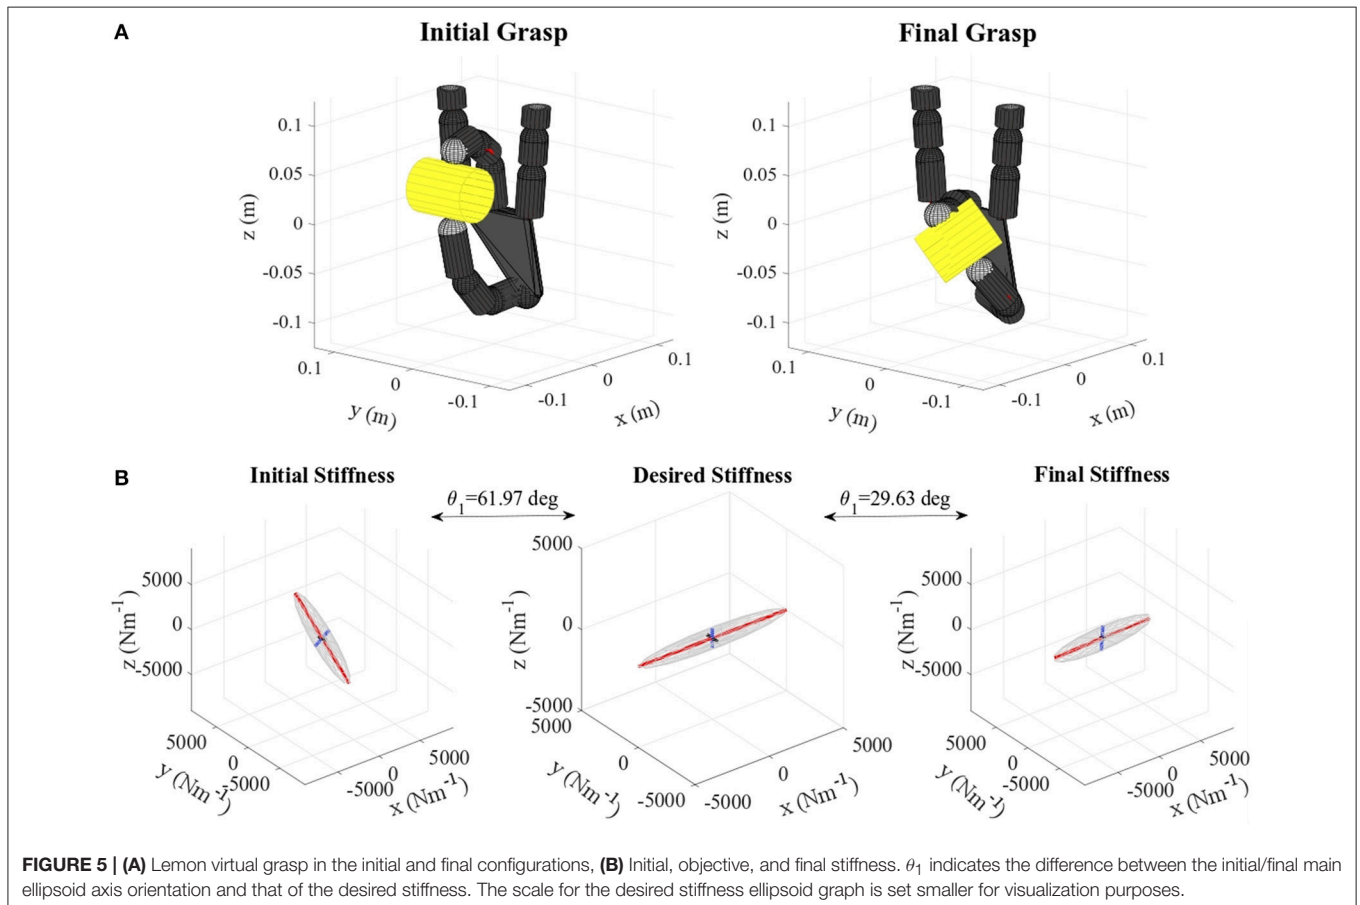 A
Initial Grasp
Final Grasp
0.1
0.05
0
-0.05
-0.1
z (m)
0.1
0
-0.1
y (m)
-0.1
0
0.1
x (m)
0.1
0.05
0
-0.05
-0.1
z (m)
0.1
0
-0.1
y (m)
-0.1
0
0.1
x (m)
B
Initial Stiffness
Desired Stiffness
Final Stiffness
θ₁=61.97 deg
θ₁=29.63 deg
5000
0
-5000
z (Nm⁻¹)
5000
0
-5000
y (Nm⁻¹)
-5000
0
5000
x (Nm⁻¹)
5000
0
-5000
z (Nm⁻¹)
5000
0
-5000
y (Nm⁻¹)
-5000
0
5000
x (Nm⁻¹)
5000
0
-5000
z (Nm⁻¹)
5000
0
-5000
y (Nm⁻¹)
-5000
0
5000
x (Nm⁻¹)
FIGURE 5 | (A) Lemon virtual grasp in the initial and final configurations, (B) Initial, objective, and final stiffness. θ₁ indicates the difference between the initial/final main
ellipsoid axis orientation and that of the desired stiffness. The scale for the desired stiffness ellipsoid graph is set smaller for visualization purposes.